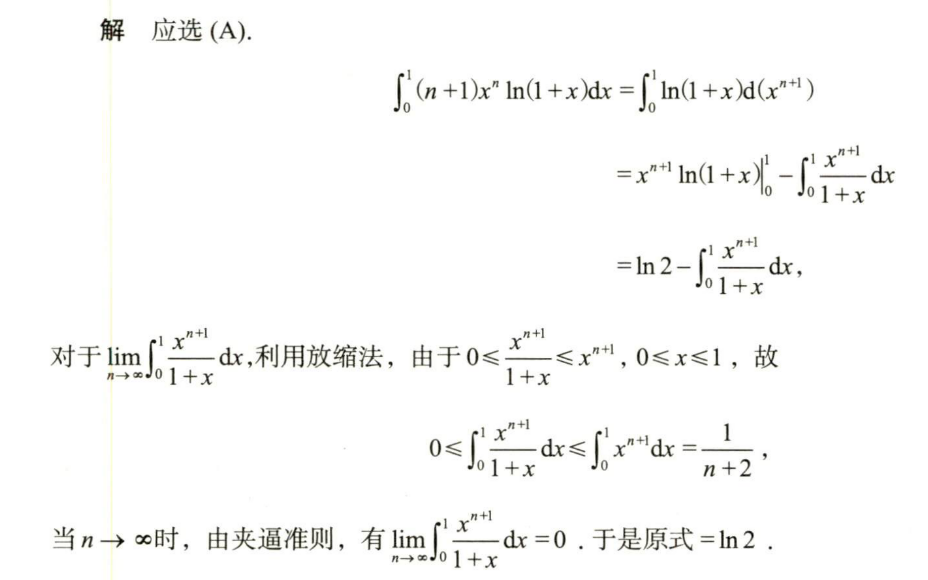 解 应选 (A).
$\int_0^1 (n+1)x^n \ln(1+x)\mathrm{d}x = \int_0^1 \ln(1+x)\mathrm{d}(x^{n+1})$
$= x^{n+1}\ln(1+x)\big|_0^1 - \int_0^1 \frac{x^{n+1}}{1+x}\mathrm{d}x$
$= \ln 2 - \int_0^1 \frac{x^{n+1}}{1+x}\mathrm{d}x,$
对于 $\lim_{n\to\infty}\int_0^1 \frac{x^{n+1}}{1+x}\mathrm{d}x$,利用放缩法，由于 $0 \leqslant \frac{x^{n+1}}{1+x} \leqslant x^{n+1}, 0 \leqslant x \leqslant 1$，故
$0 \leqslant \int_0^1 \frac{x^{n+1}}{1+x}\mathrm{d}x \leqslant \int_0^1 x^{n+1}\mathrm{d}x = \frac{1}{n+2},$
当 $n \to \infty$ 时，由夹逼准则，有 $\lim_{n\to\infty}\int_0^1 \frac{x^{n+1}}{1+x}\mathrm{d}x = 0$ . 于是原式 $= \ln 2$ .